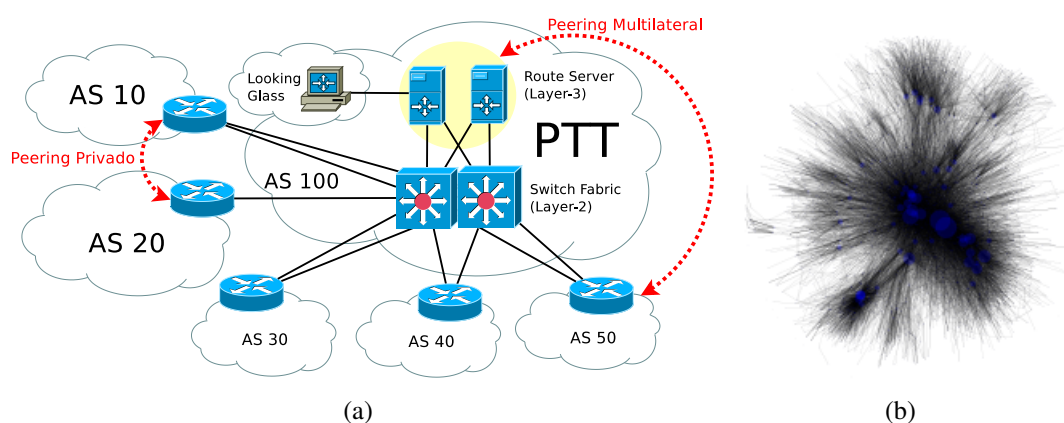 Peering Multilateral
Looking
Glass
Route Server
(Layer-3)
AS 10
PTT
Peering Privado
AS 100
Switch Fabric
(Layer-2)
AS 20
AS 30
AS 40
AS 50
(a)
(b)